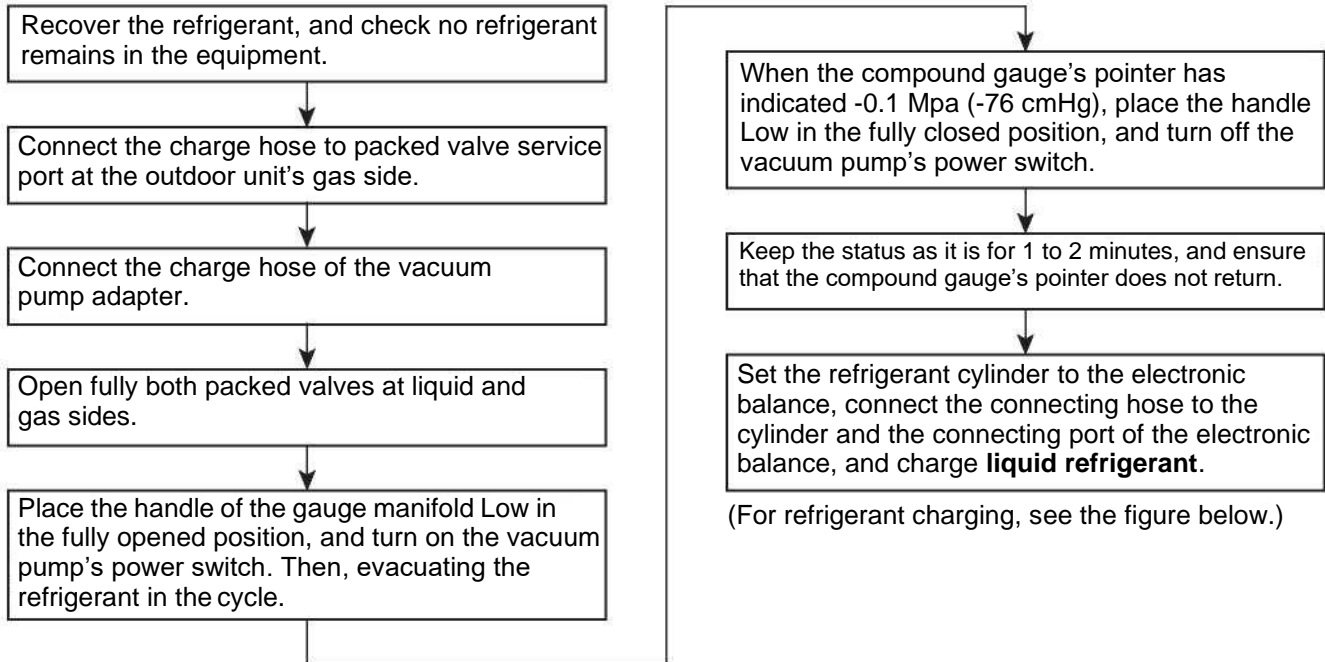 Recover the refrigerant, and check no refrigerant
remains in the equipment.
Connect the charge hose to packed valve service
port at the outdoor unit's gas side.
Connect the charge hose of the vacuum
pump adapter.
Open fully both packed valves at liquid and
gas sides.
Place the handle of the gauge manifold Low in
the fully opened position, and turn on the vacuum
pump's power switch. Then, evacuating the
refrigerant in the cycle.
When the compound gauge's pointer has
indicated -0.1 Mpa (-76 cmHg), place the handle
Low in the fully closed position, and turn off the
vacuum pump's power switch.
Keep the status as it is for 1 to 2 minutes, and ensure
that the compound gauge's pointer does not return.
Set the refrigerant cylinder to the electronic
balance, connect the connecting hose to the
cylinder and the connecting port of the electronic
balance, and charge liquid refrigerant.
(For refrigerant charging, see the figure below.)